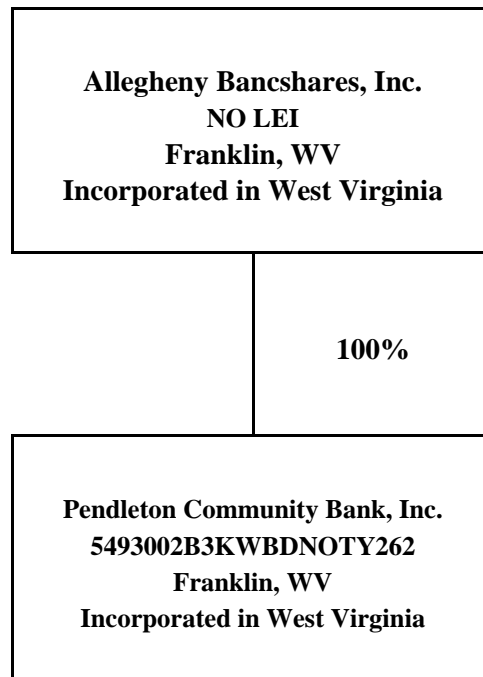 Allegheny Bancshares, Inc.
NO LEI
Franklin, WV
Incorporated in West Virginia
100%
Pendleton Community Bank, Inc.
5493002B3KWBDNOTY262
Franklin, WV
Incorporated in West Virginia